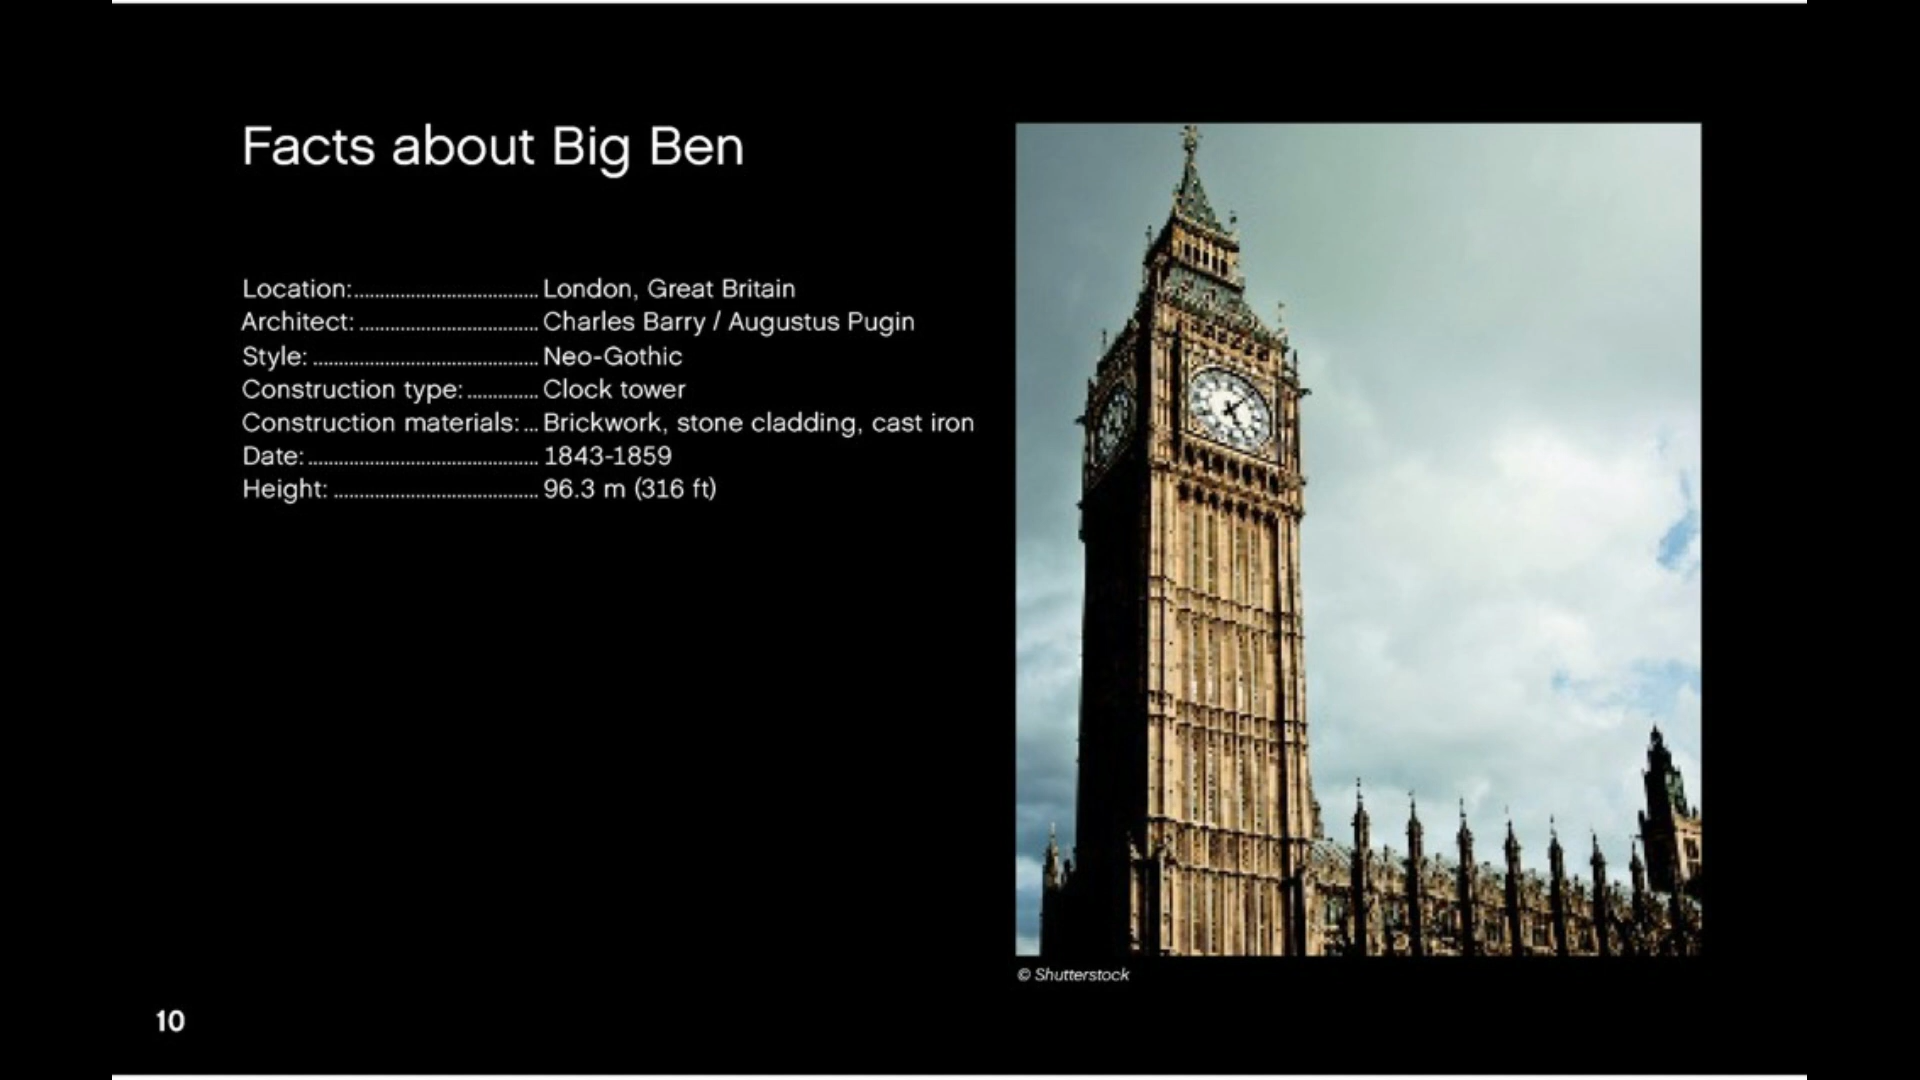 Facts about Big Ben
Location:................................... London, Great Britain
Architect: .................................. Charles Barry / Augustus Pugin
Style: ........................................... Neo-Gothic
Construction type: ............. Clock tower
Construction materials: ... Brickwork, stone cladding, cast iron
Date: ............................................ 1843-1859
Height: ....................................... 96.3 m (316 ft)
© Shutterstock
10